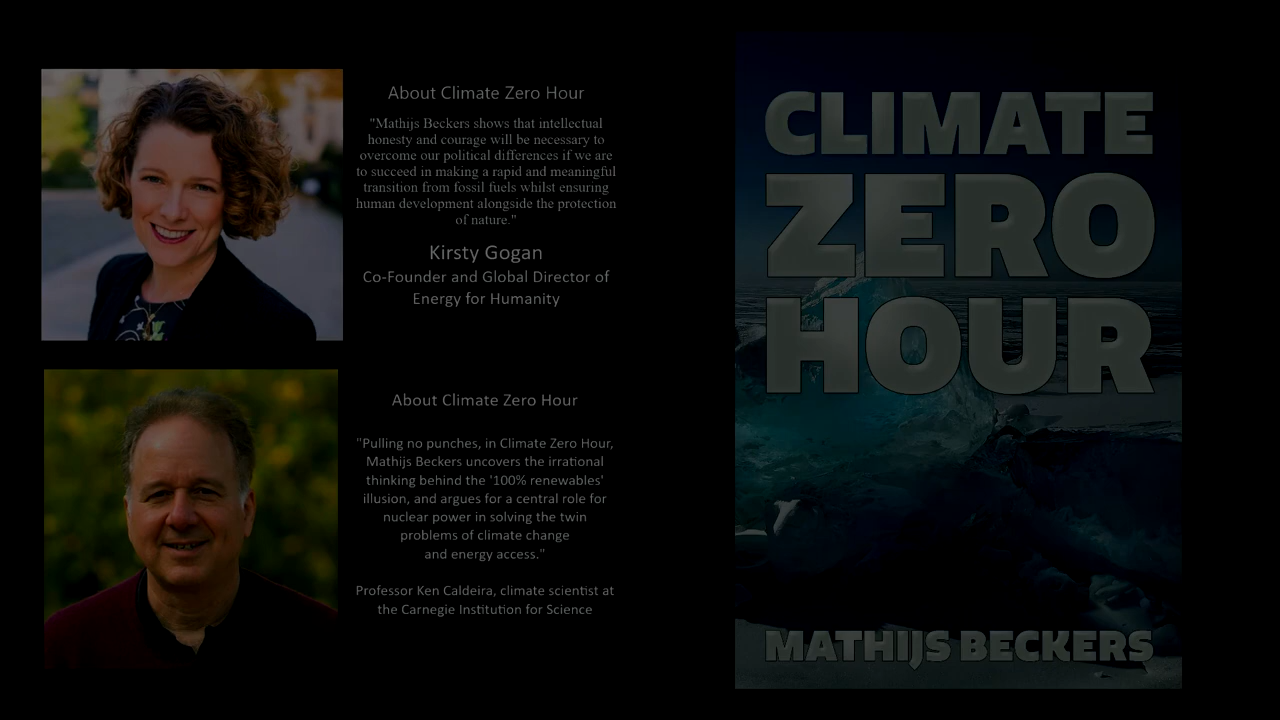 About Climate Zero Hour
"Mathijs Beckers shows that intellectual
honesty and courage will be necessary to
overcome our political differences if we are
to succeed in making a rapid and meaningful
transition from fossil fuels whilst ensuring
human development alongside the protection
of nature."
Kirsty Gogan
Co-Founder and Global Director of
Energy for Humanity
About Climate Zero Hour
"Pulling no punches, in Climate Zero Hour,
Mathijs Beckers uncovers the irrational
thinking behind the '100% renewables'
illusion, and argues for a central role for
nuclear power in solving the twin
problems of climate change
and energy access."
Professor Ken Caldeira, climate scientist at
the Carnegie Institution for Science
CLIMATE
ZERO
HOUR
MATHIJS BECKERS